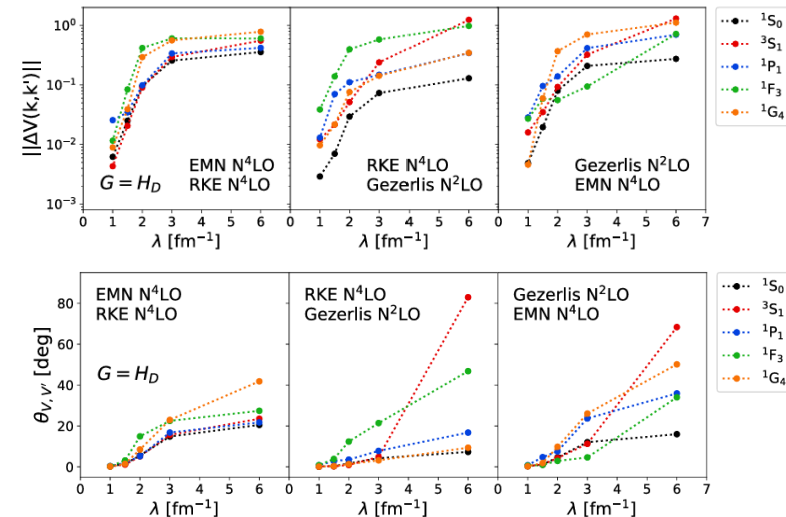 ||ΔV(k,k')||
10⁰
10⁻¹
10⁻²
10⁻³
EMN N⁴LO
RKE N⁴LO
G = H_D
RKE N⁴LO
Gezerlis N²LO
Gezerlis N²LO
EMN N⁴LO
0 1 2 3 4 5 6 0 1 2 3 4 5 6 0 1 2 3 4 5 6 7
λ [fm⁻¹] λ [fm⁻¹] λ [fm⁻¹]
¹S₀
³S₁
¹P₁
¹F₃
¹G₄
θ_V,V' [deg]
80
60
40
20
0
EMN N⁴LO
RKE N⁴LO
G = H_D
RKE N⁴LO
Gezerlis N²LO
Gezerlis N²LO
EMN N⁴LO
0 1 2 3 4 5 6 0 1 2 3 4 5 6 0 1 2 3 4 5 6 7
λ [fm⁻¹] λ [fm⁻¹] λ [fm⁻¹]
¹S₀
³S₁
¹P₁
¹F₃
¹G₄